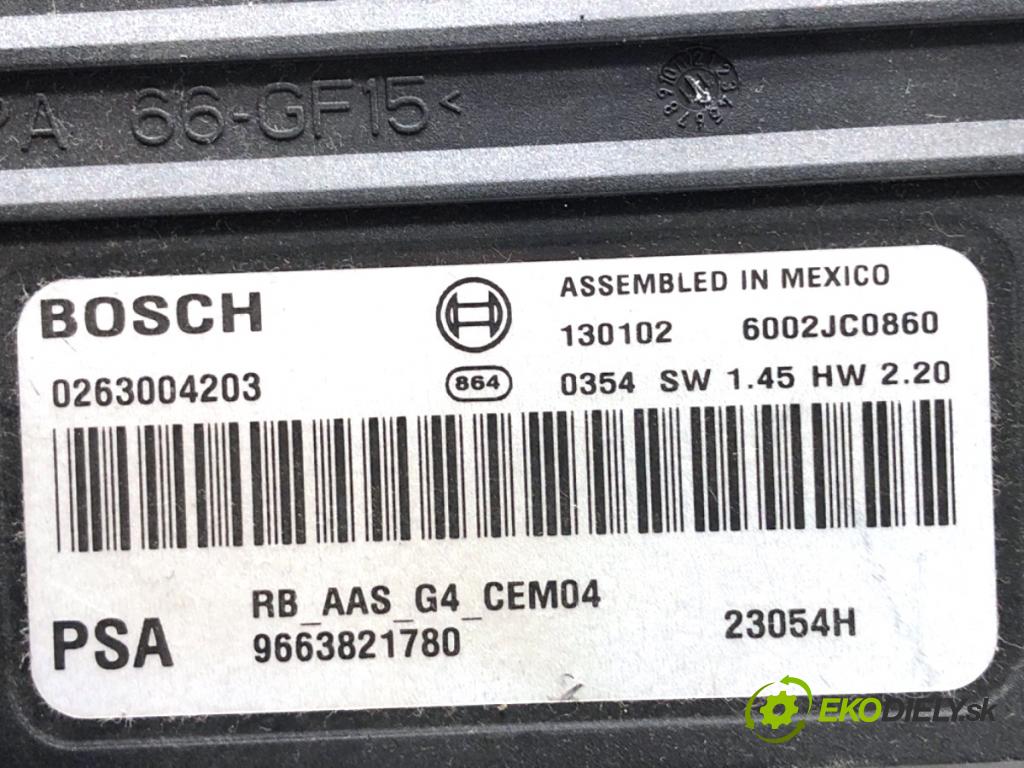 PA 66-GF15<
BOSCH
ASSEMBLED IN MEXICO
130102 6002JC0860
0263004203
864
0354 SW 1.45 HW 2.20
RB_AAS_G4_CEM04
PSA
9663821780
23054H
EKODIELY.sk